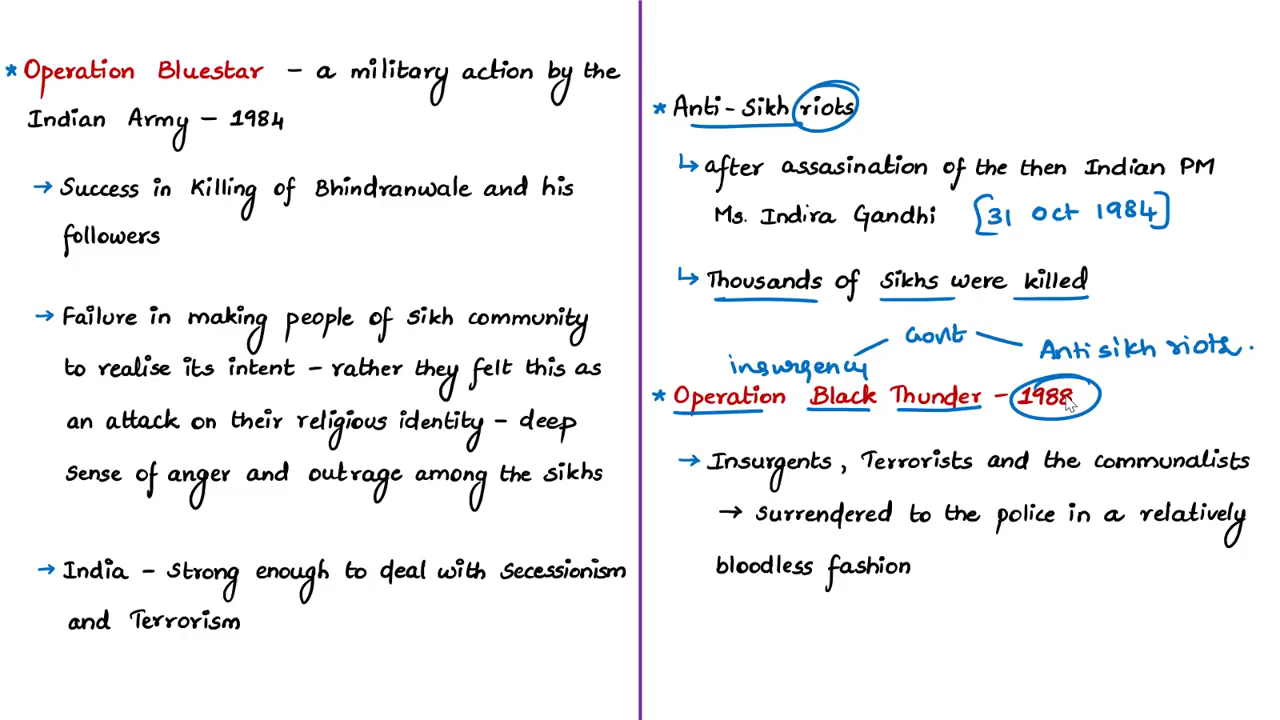 * Operation Bluestar - a military action by the
Indian Army - 1984
→ Success in Killing of Bhindranwale and his
followers
→ Failure in making people of Sikh community
to realise its intent - rather they felt this as
an attack on their religious identity - deep
sense of anger and outrage among the sikhs
→ India - strong enough to deal with secessionism
and Terrorism
* Anti-Sikh riots
↳ after assasination of the then Indian PM
Ms. Indira Gandhi [31 Oct 1984]
↳ Thousands of Sikhs were killed
Govt
insurgency Anti sikh riots.
* Operation Black Thunder - 1988
→ Insurgents, Terrorists and the communalists
→ surrendered to the police in a relatively
bloodless fashion